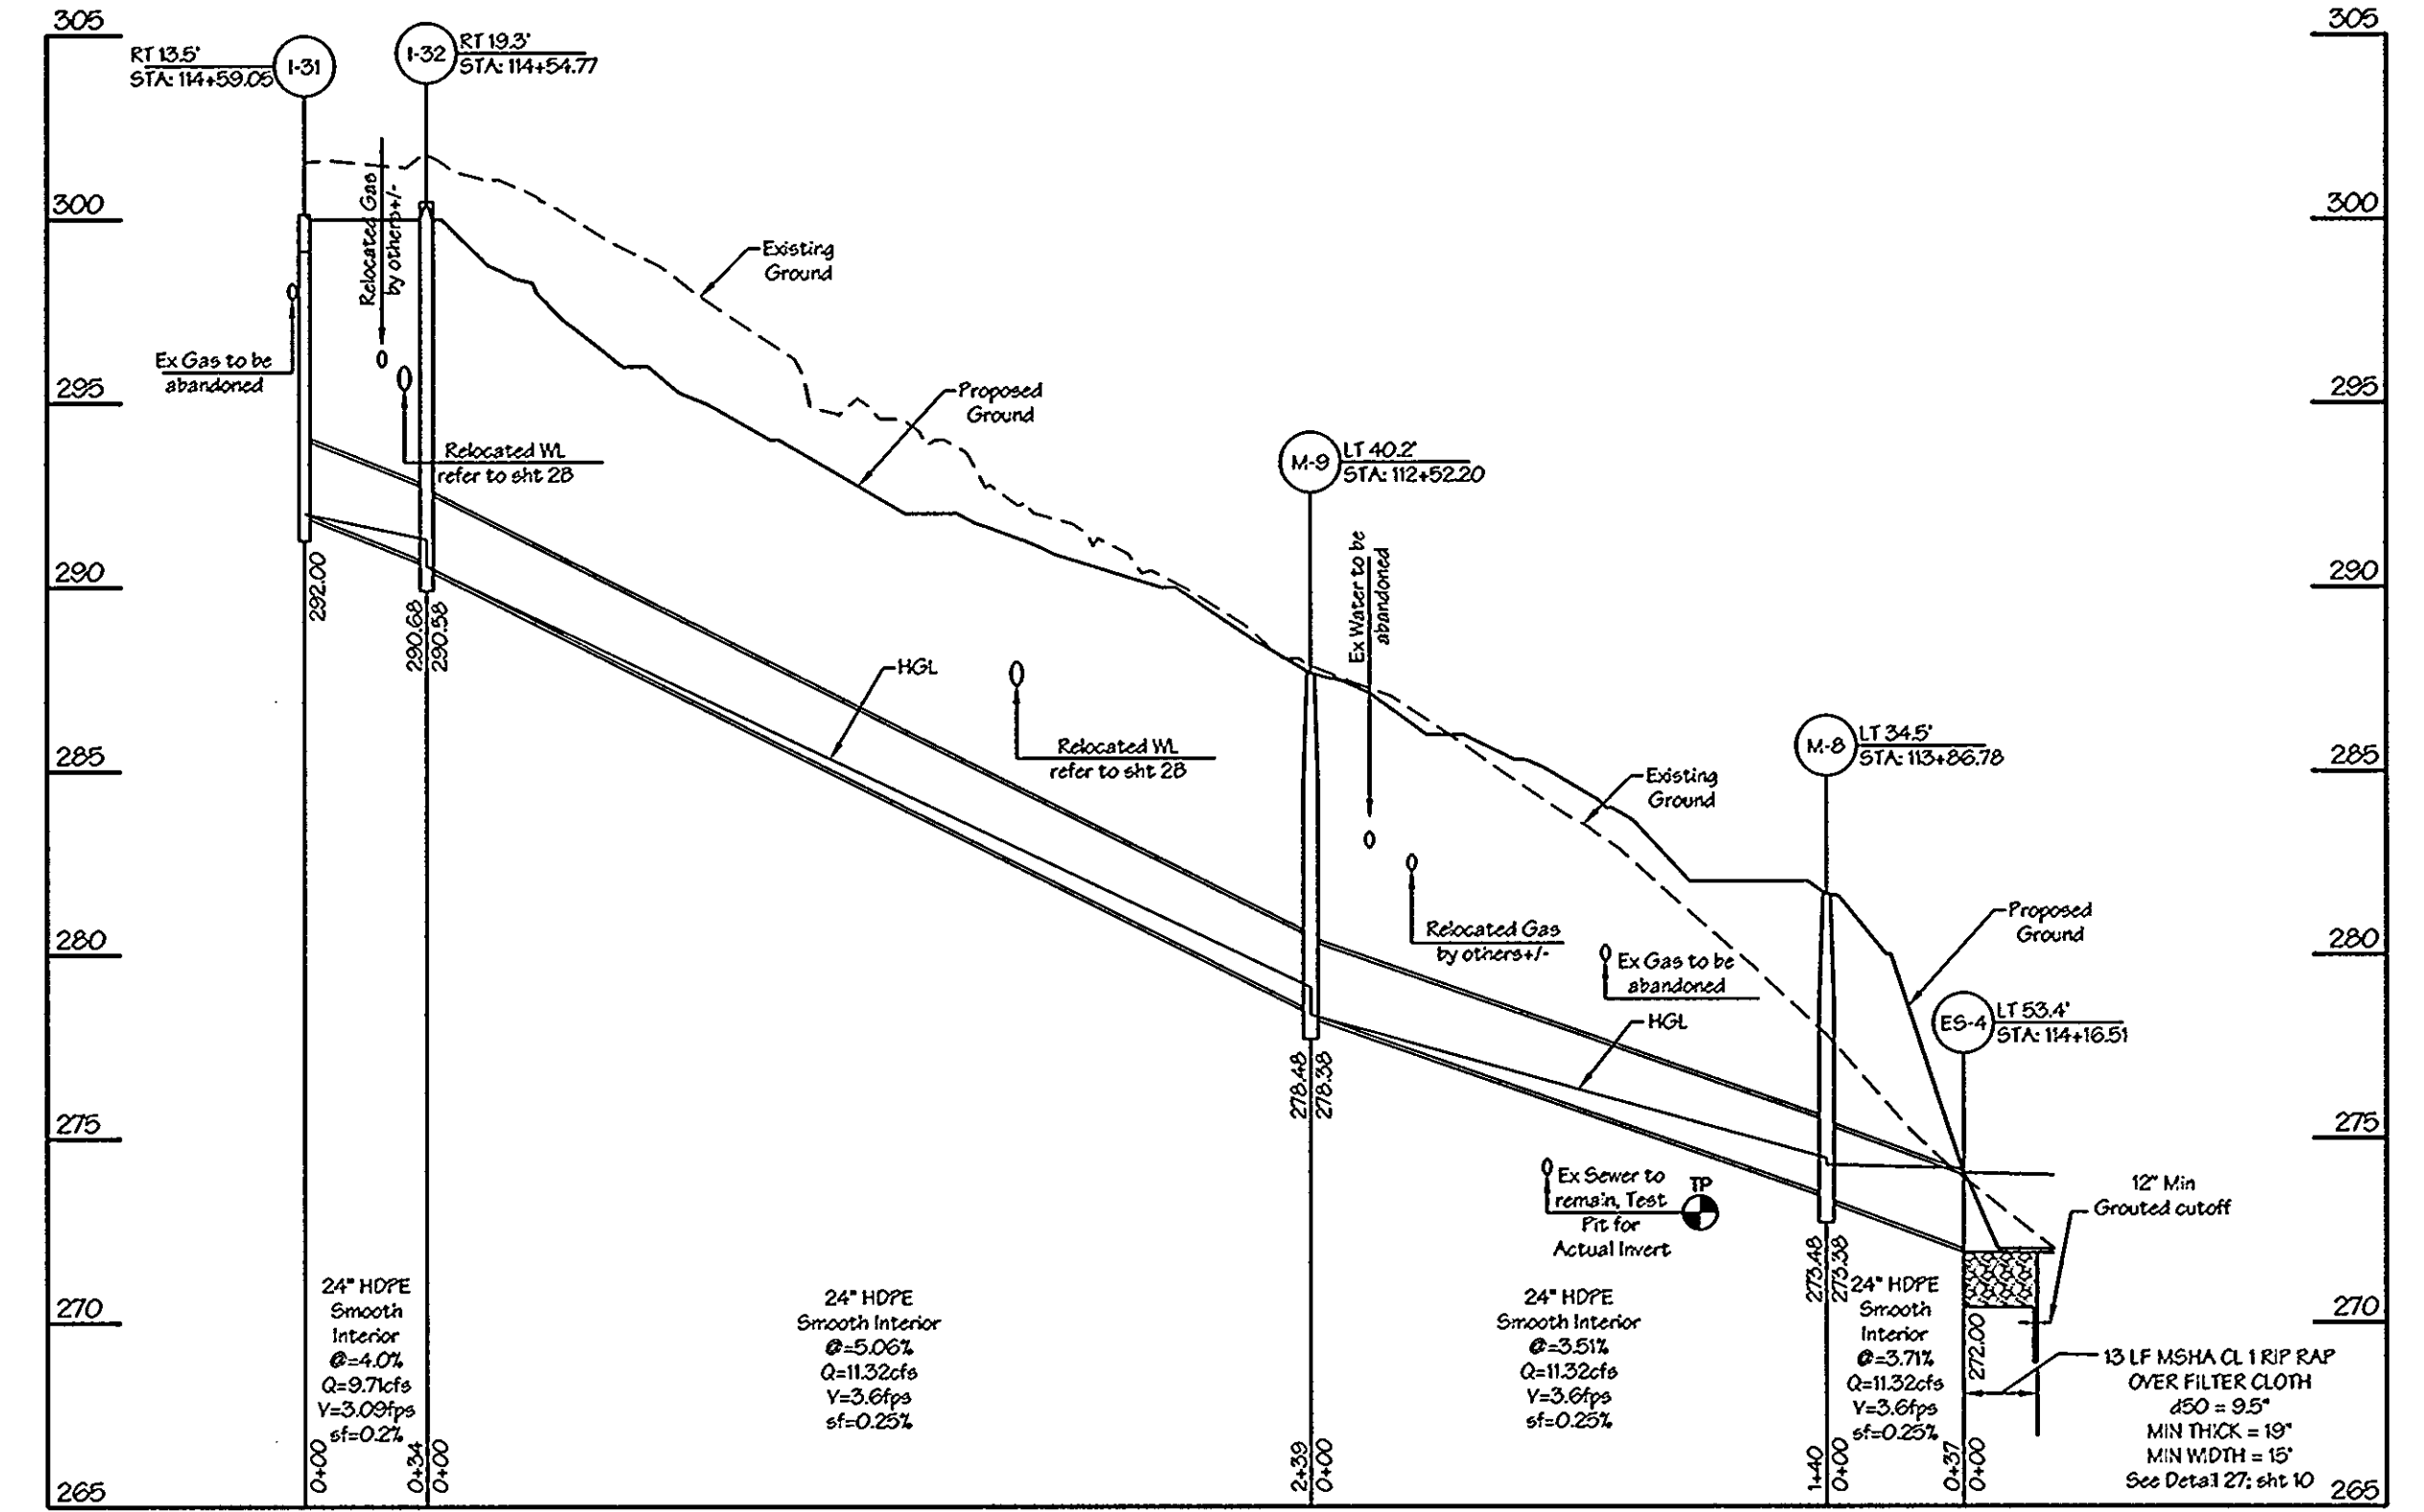 305
305
RT 13.5'
STA: 114+59.05
I-31
I-32
RT 19.3'
STA: 114+54.77
300
300
Relocated Gas
by others+/-
Existing
Ground
Ex Gas to be
abandoned
295
295
Proposed
Ground
Relocated WL
refer to sht 28
M-9
LT 40.2'
STA: 112+52.20
290
290
292.00
290.68
290.58
Ex Water to be
abandoned
HGL
Relocated WL
refer to sht 28
285
285
M-8
LT 34.5'
STA: 113+86.78
Existing
Ground
280
280
Relocated Gas
by others+/-
Ex Gas to be
abandoned
Proposed
Ground
HGL
ES-4
LT 53.4'
STA: 114+16.51
278.48
278.38
275
275
Ex Sewer to
remain, Test
Pit for
Actual Invert
TP
12" Min
Grouted cutoff
273.48
273.38
270
270
272.00
24" HDPE
Smooth
Interior
@=4.0%
Q=9.71cfs
V=3.09fps
sf=0.2%
24" HDPE
Smooth Interior
@=5.06%
Q=11.32cfs
V=3.6fps
sf=0.25%
24" HDPE
Smooth Interior
@=3.51%
Q=11.32cfs
V=3.6fps
sf=0.25%
24" HDPE
Smooth
Interior
@=3.71%
Q=11.32cfs
V=3.6fps
sf=0.25%
13 LF MSHA CL 1 RIP RAP
OVER FILTER CLOTH
d50 = 9.5"
MIN THICK = 19"
MIN WIDTH = 15'
See Detail 27; sht 10
0+00
0+34
0+00
2+39
0+00
1+40
0+00
0+37
0+00
265
265